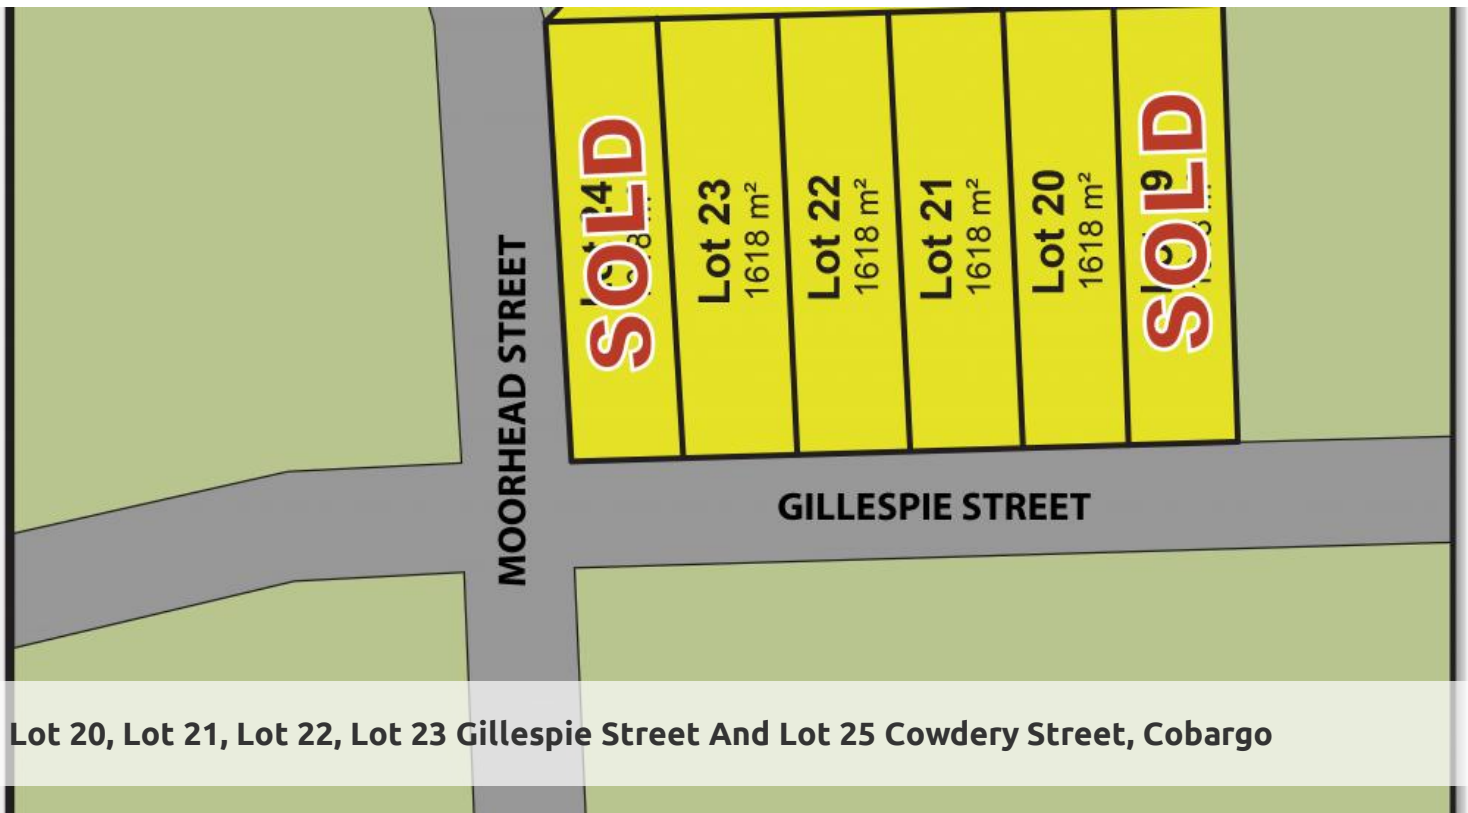 Lot 24
SOLD
Lot 23
1618 m²
Lot 22
1618 m²
Lot 21
1618 m²
Lot 20
1618 m²
SOLD
MOORHEAD STREET
GILLESPIE STREET
Lot 20, Lot 21, Lot 22, Lot 23 Gillespie Street And Lot 25 Cowdery Street, Cobargo